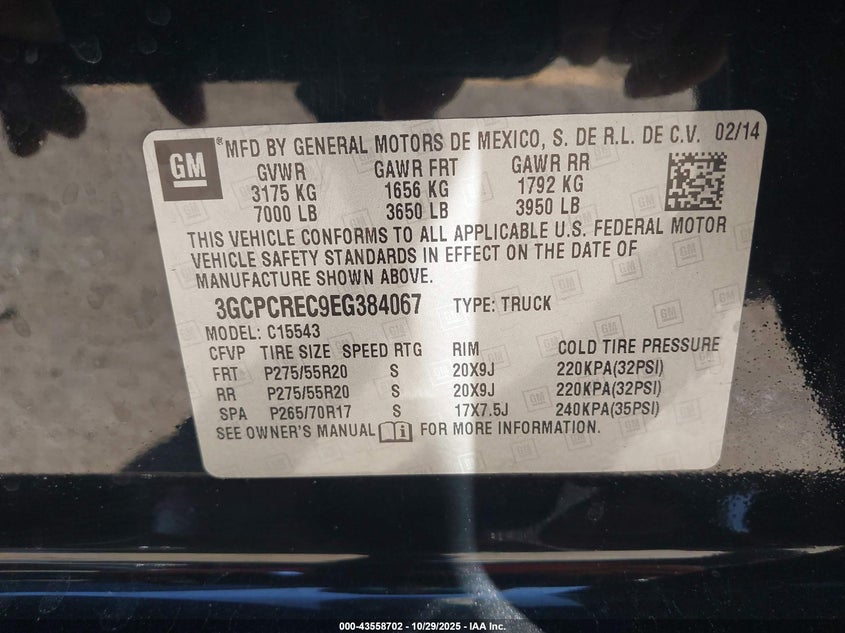 GM ® MFD BY GENERAL MOTORS DE MEXICO, S. DE R.L. DE C.V. 02/14
GVWR GAWR FRT GAWR RR
3175 KG 1656 KG 1792 KG
7000 LB 3650 LB 3950 LB
THIS VEHICLE CONFORMS TO ALL APPLICABLE U.S. FEDERAL MOTOR
VEHICLE SAFETY STANDARDS IN EFFECT ON THE DATE OF
MANUFACTURE SHOWN ABOVE.
3GCPCREC9EG384067 TYPE: TRUCK
MODEL: C15543
CFVP TIRE SIZE SPEED RTG RIM COLD TIRE PRESSURE
FRT P275/55R20 S 20X9J 220KPA(32PSI)
RR P275/55R20 S 20X9J 220KPA(32PSI)
SPA P265/70R17 S 17X7.5J 240KPA(35PSI)
SEE OWNER'S MANUAL FOR MORE INFORMATION.
000-43558702 - 10/29/2025 - IAA Inc.